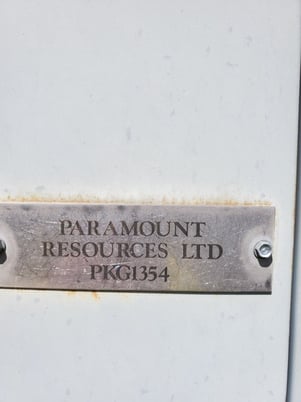 PARAMOUNT
RESOURCES LTD
PKG1354